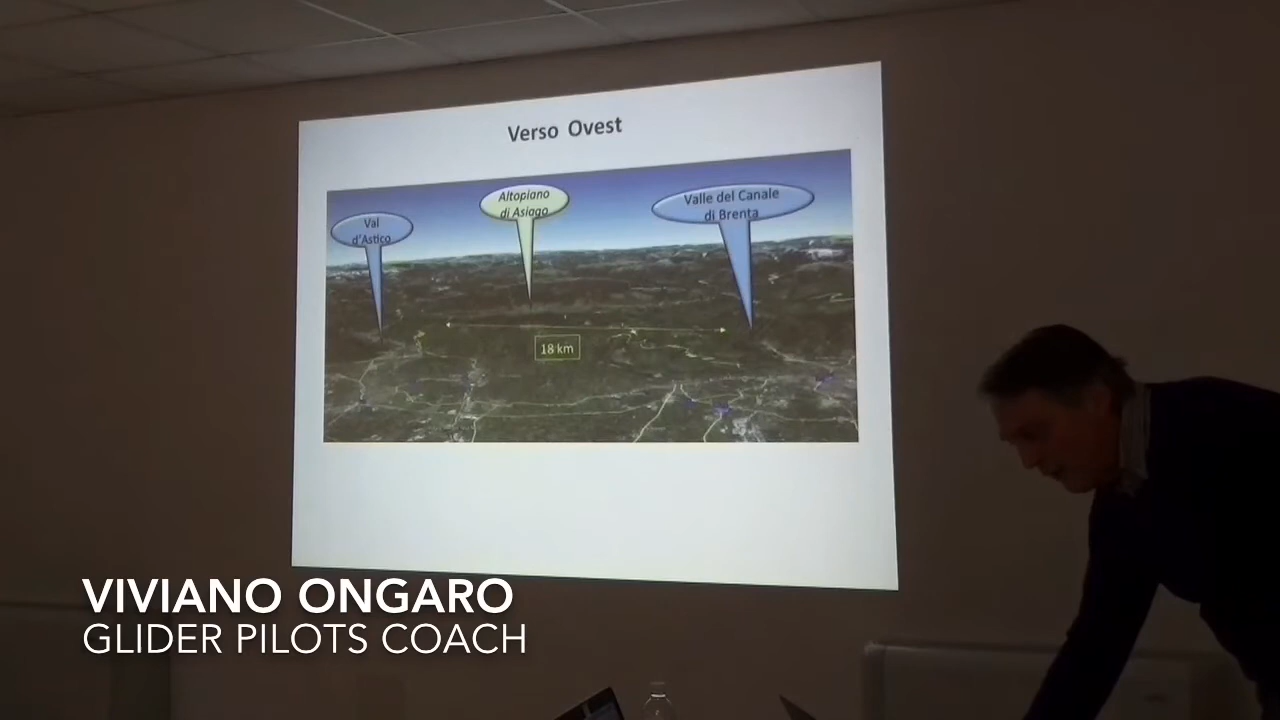 Verso Ovest
Altopiano
di Asiago
Valle del Canale
di Brenta
Val
d'Astico
18 km
VIVIANO ONGARO
GLIDER PILOTS COACH